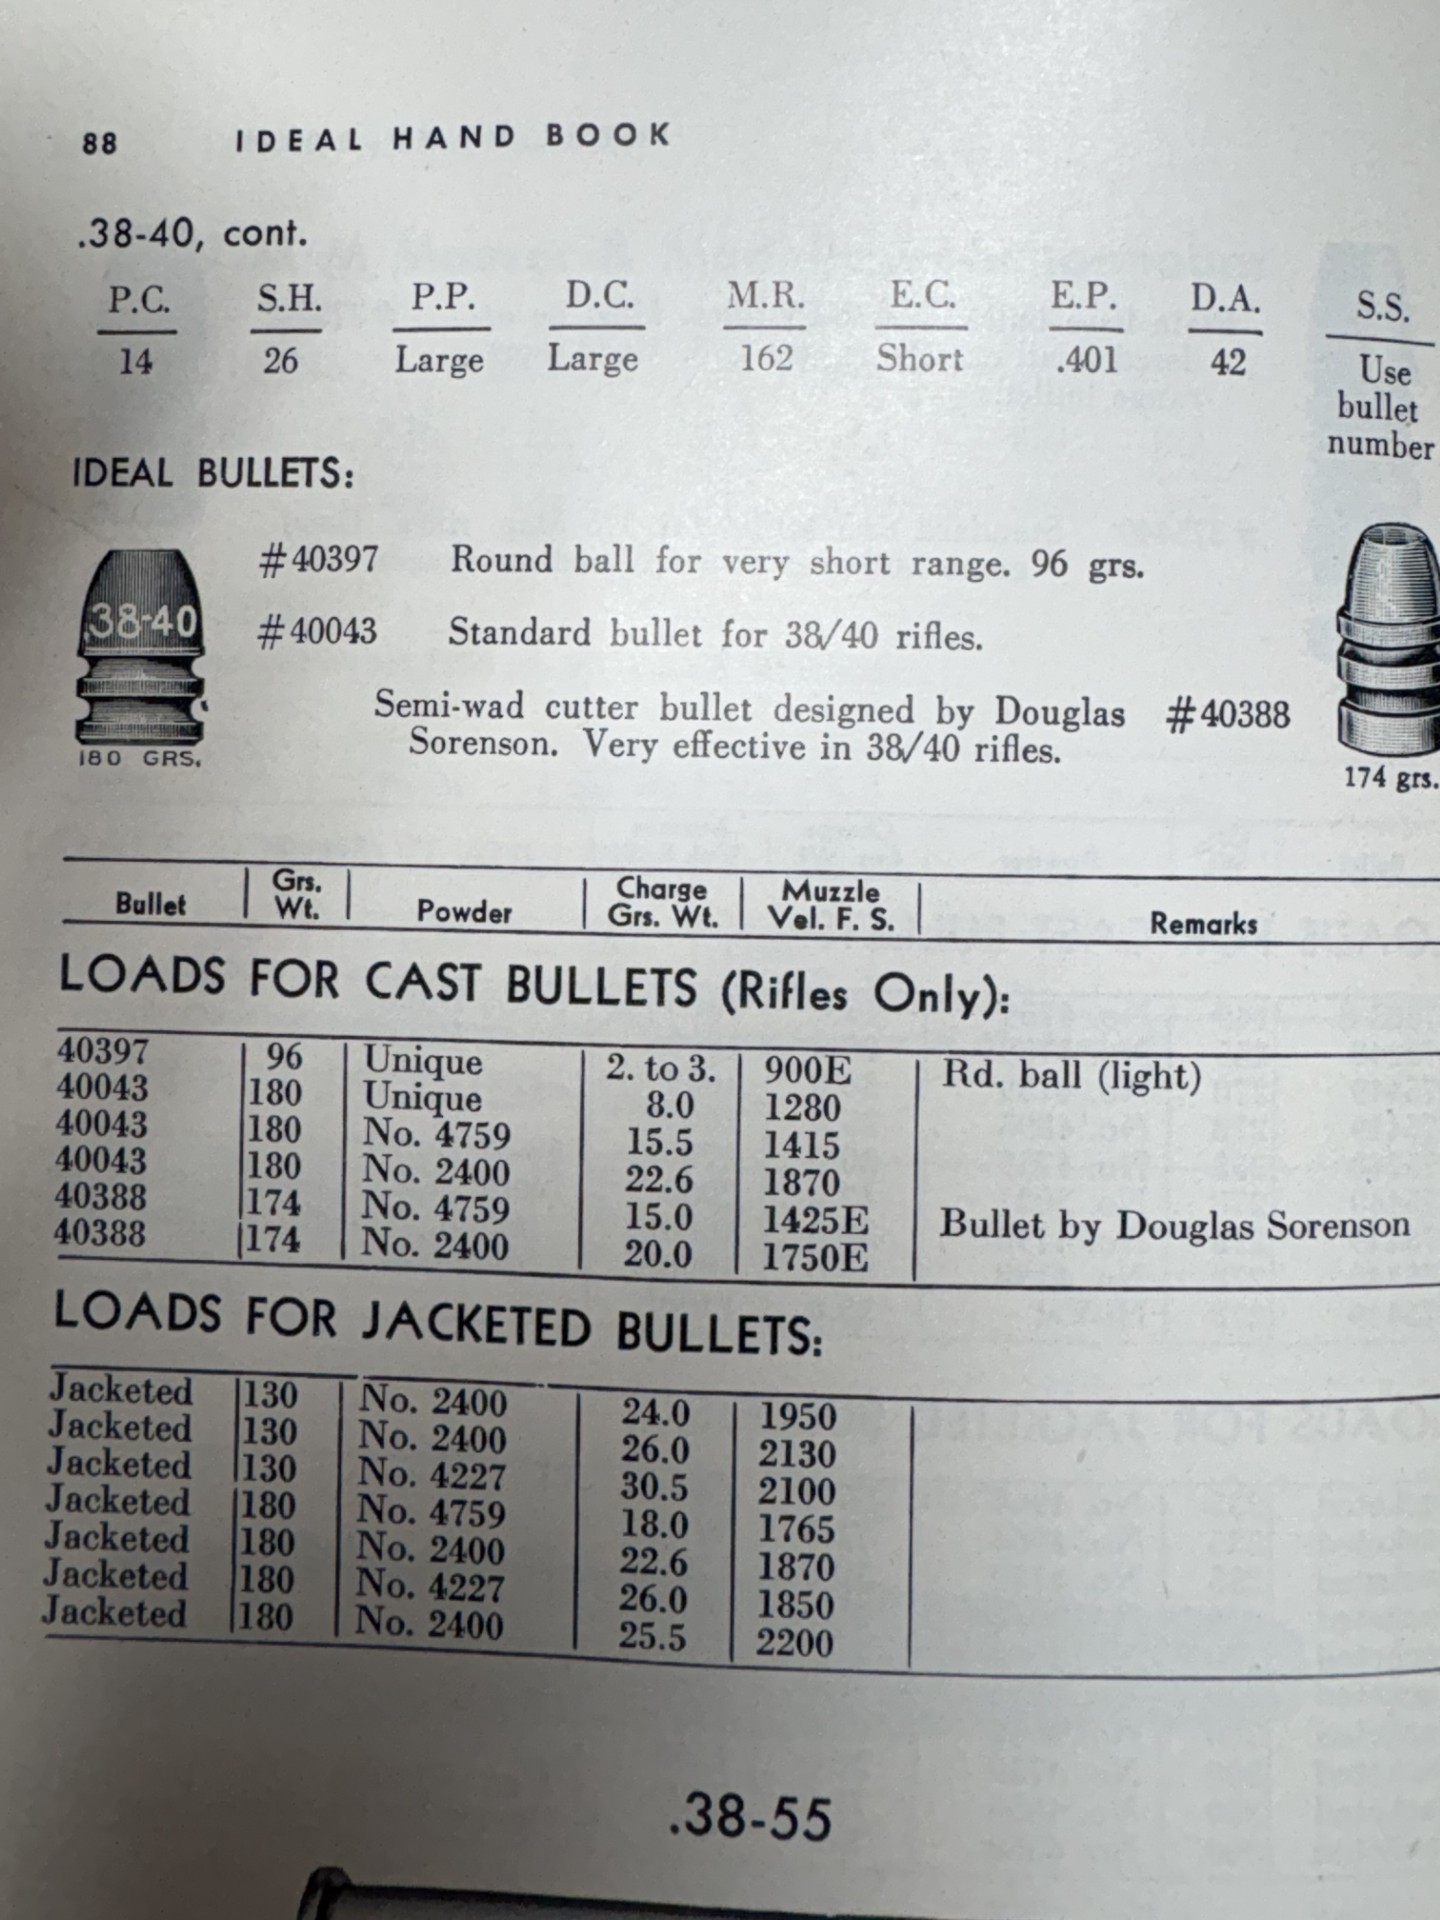 88 IDEAL HAND BOOK
.38-40, cont.
P.C. S.H. P.P. D.C. M.R. E.C. E.P. D.A. S.S.
14 26 Large Large 162 Short .401 42 Use
bullet
number
IDEAL BULLETS:
.38-40
180 GRS.
#40397 Round ball for very short range. 96 grs.
#40043 Standard bullet for 38/40 rifles.
Semi-wad cutter bullet designed by Douglas #40388
Sorenson. Very effective in 38/40 rifles.
174 grs.
Bullet | Grs. Wt. | Powder | Charge Grs. Wt. | Muzzle Vel. F. S. | Remarks
LOADS FOR CAST BULLETS (Rifles Only):
40397 | 96 | Unique | 2. to 3. | 900E | Rd. ball (light)
40043 | 180 | Unique | 8.0 | 1280
40043 | 180 | No. 4759 | 15.5 | 1415
40043 | 180 | No. 2400 | 22.6 | 1870
40388 | 174 | No. 4759 | 15.0 | 1425E | Bullet by Douglas Sorenson
40388 | 174 | No. 2400 | 20.0 | 1750E
LOADS FOR JACKETED BULLETS:
Jacketed | 130 | No. 2400 | 24.0 | 1950
Jacketed | 130 | No. 2400 | 26.0 | 2130
Jacketed | 130 | No. 4227 | 30.5 | 2100
Jacketed | 180 | No. 4759 | 18.0 | 1765
Jacketed | 180 | No. 2400 | 22.6 | 1870
Jacketed | 180 | No. 4227 | 26.0 | 1850
Jacketed | 180 | No. 2400 | 25.5 | 2200
.38-55